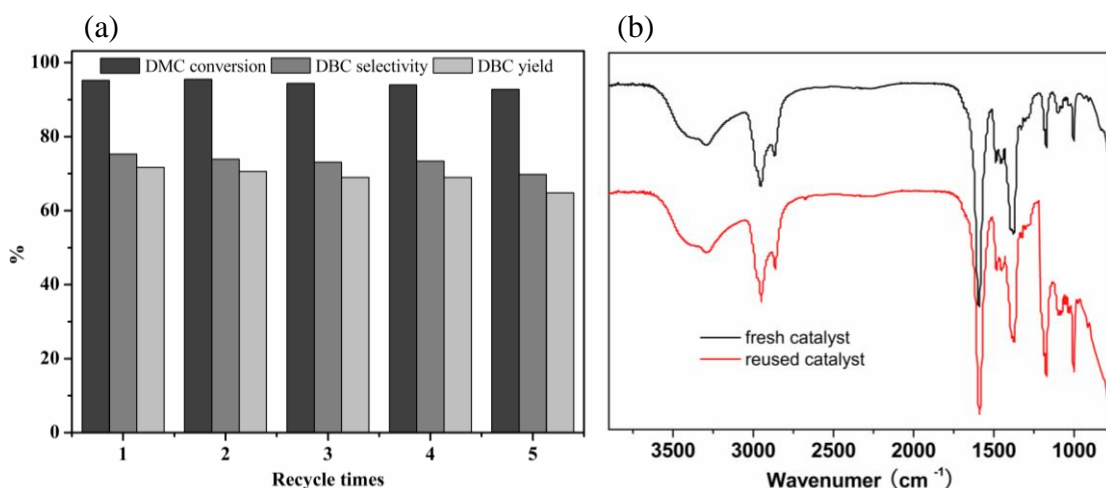 (a)
DMC conversion DBC selectivity DBC yield
100
80
60
40
20
0
%
1 2 3 4 5
Recycle times
(b)
fresh catalyst
reused catalyst
3500 3000 2500 2000 1500 1000
Wavenumer（cm -1)